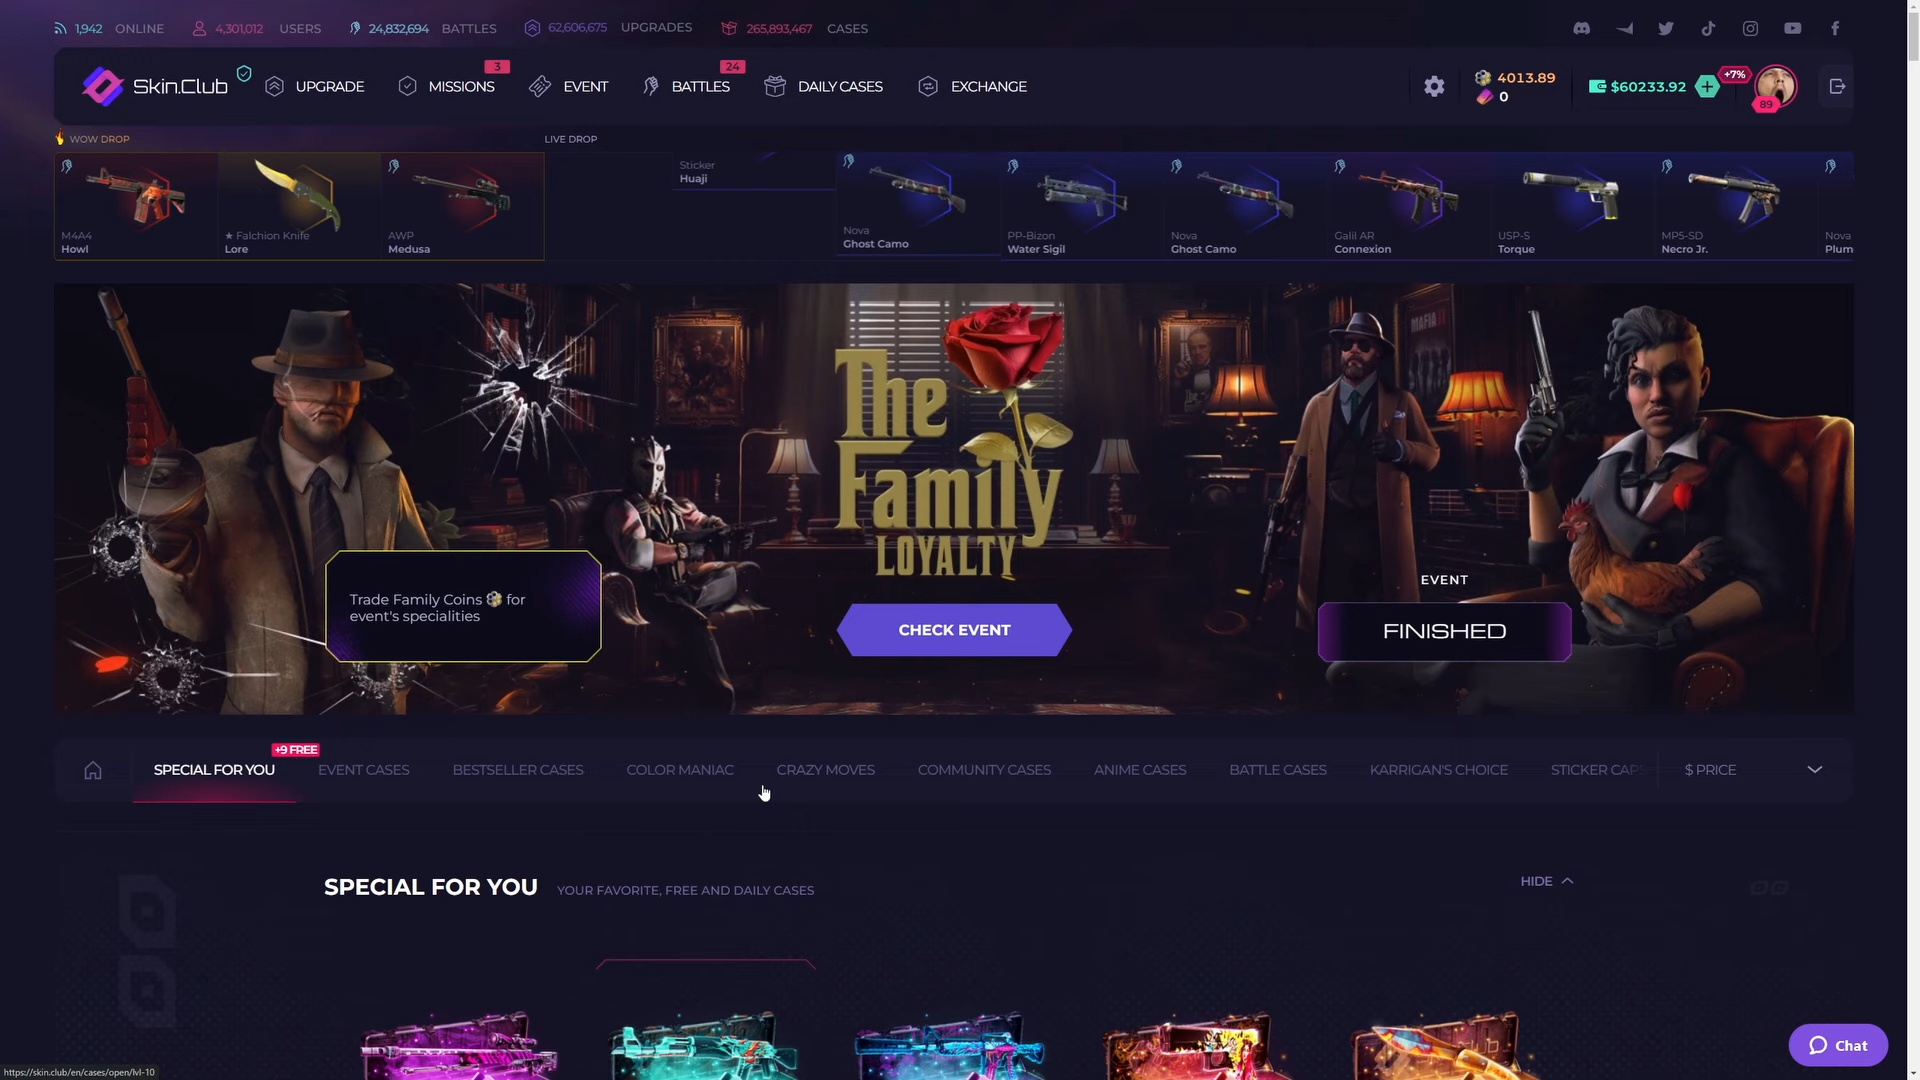 1,942 ONLINE 4,301,012 USERS 24,832,694 BATTLES 62,606,675 UPGRADES 265,893,467 CASES
Skin.Club UPGRADE MISSIONS 3 EVENT BATTLES 24 DAILY CASES EXCHANGE 4013.89 0 $60233.92 +7% 89
WOW DROP
LIVE DROP
M4A4
Howl
★ Falchion Knife
Lore
AWP
Medusa
Sticker
Huaji
Nova
Ghost Camo
PP-Bizon
Water Sigil
Nova
Ghost Camo
Galil AR
Connexion
USP-S
Torque
MP5-SD
Necro Jr.
Nova
Plum
MAFIA II
The
Family
LOYALTY
Trade Family Coins for
event's specialities
CHECK EVENT
EVENT
FINISHED
+9 FREE
SPECIAL FOR YOU EVENT CASES BESTSELLER CASES COLOR MANIAC CRAZY MOVES COMMUNITY CASES ANIME CASES BATTLE CASES KARRIGAN'S CHOICE STICKER CAPS $ PRICE
SPECIAL FOR YOU YOUR FAVORITE, FREE AND DAILY CASES HIDE
Chat
https://skin.club/en/cases/open/lvl-10